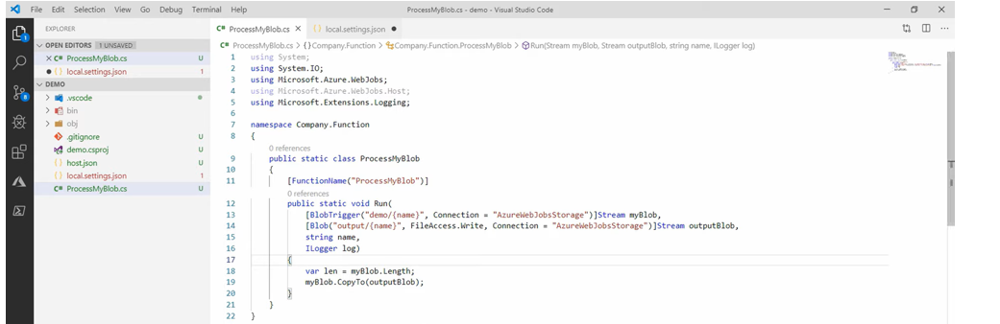 File Edit Selection View Go Debug Terminal Help
ProcessMyBlob.cs - demo - Visual Studio Code
EXPLORER
OPEN EDITORS 1 UNSAVED
ProcessMyBlob.cs U
local.settings.json 1
DEMO
.vscode
bin
obj
.gitignore U
demo.csproj U
host.json U
local.settings.json 1
ProcessMyBlob.cs U
1
8
C# ProcessMyBlob.cs × {} local.settings.json ●
C# ProcessMyBlob.cs > {} Company.Function > Company.Function.ProcessMyBlob > Run(Stream myBlob, Stream outputBlob, string name, ILogger log)
1 using System;
2 using System.IO;
3 using Microsoft.Azure.WebJobs;
4 using Microsoft.Azure.WebJobs.Host;
5 using Microsoft.Extensions.Logging;
6
7 namespace Company.Function
8 {
0 references
9 public static class ProcessMyBlob
10 {
11 [FunctionName("ProcessMyBlob")]
0 references
12 public static void Run(
13 [BlobTrigger("demo/{name}", Connection = "AzureWebJobsStorage")]Stream myBlob,
14 [Blob("output/{name}", FileAccess.Write, Connection = "AzureWebJobsStorage")]Stream outputBlob,
15 string name,
16 ILogger log)
17 {
18 var len = myBlob.Length;
19 myBlob.CopyTo(outputBlob);
20 }
21 }
22 }